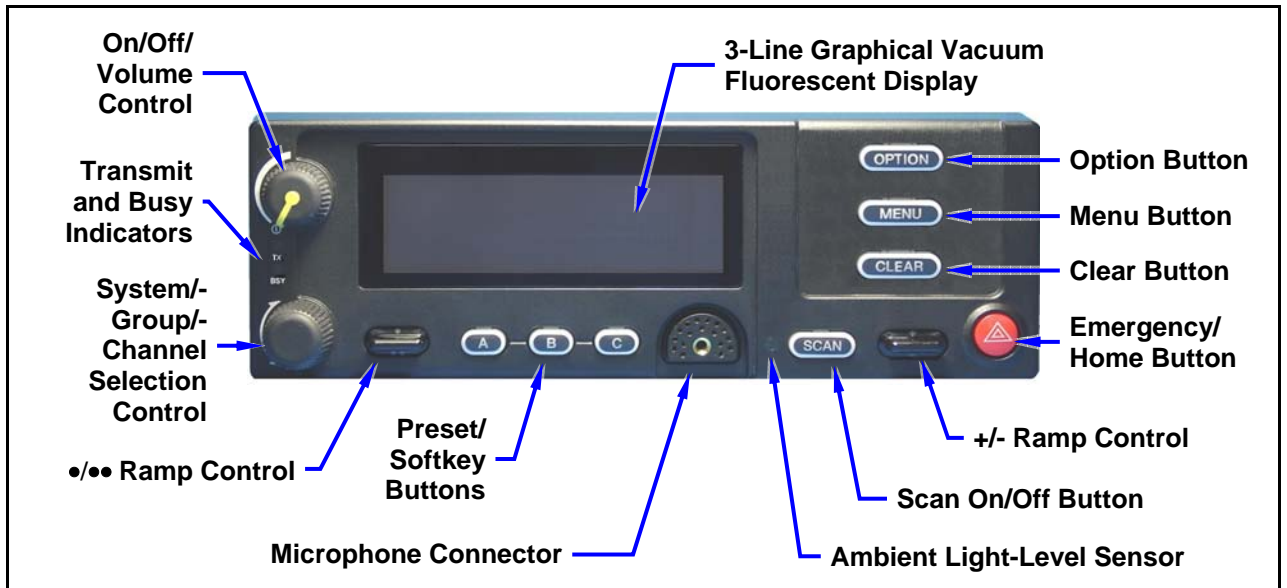 On/Off/
Volume
Control
3-Line Graphical Vacuum
Fluorescent Display
Transmit
and Busy
Indicators
System/-
Group/-
Channel
Selection
Control
●/●● Ramp Control
Preset/
Softkey
Buttons
Microphone Connector
Option Button
Menu Button
Clear Button
Emergency/
Home Button
+/- Ramp Control
Scan On/Off Button
Ambient Light-Level Sensor
OPTION
MENU
CLEAR
TX
BSY
A
B
C
SCAN